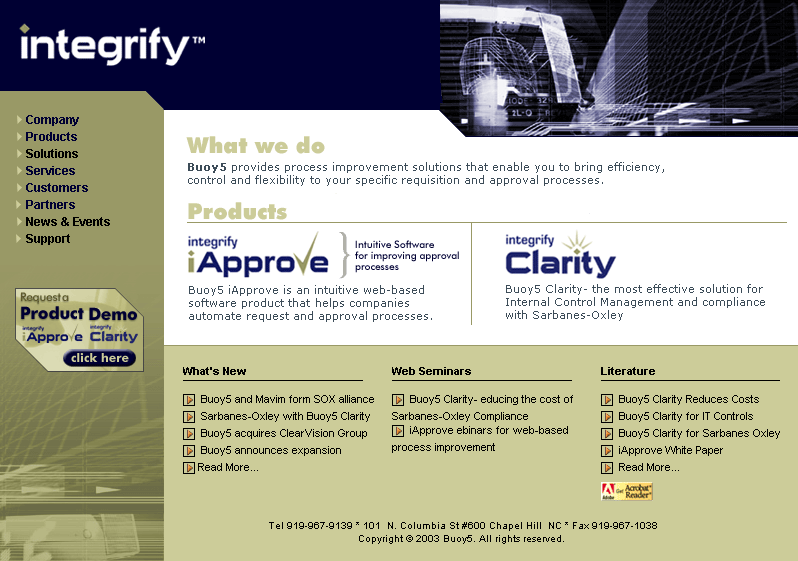 integrify™
Company
Products
Solutions
Services
Customers
Partners
News & Events
Support
Request a
Product Demo
integrify integrify
iApprove Clarity
click here
What we do
Buoy5 provides process improvement solutions that enable you to bring efficiency,
control and flexibility to your specific requisition and approval processes.
Products
integrify
iApprove
Intuitive Software
for improving approval
processes
Buoy5 iApprove is an intuitive web-based
software product that helps companies
automate request and approval processes.
integrify
Clarity
Buoy5 Clarity- the most effective solution for
Internal Control Management and compliance
with Sarbanes-Oxley
What's New
Buoy5 and Mavim form SOX alliance
Sarbanes-Oxley with Buoy5 Clarity
Buoy5 acquires ClearVision Group
Buoy5 announces expansion
Read More...
Web Seminars
Buoy5 Clarity- educing the cost of
Sarbanes-Oxley Compliance
iApprove ebinars for web-based
process improvement
Literature
Buoy5 Clarity Reduces Costs
Buoy5 Clarity for IT Controls
Buoy5 Clarity for Sarbanes Oxley
iApprove White Paper
Read More...
Adobe Get Acrobat
Reader
Tel 919-967-9139 * 101 N. Columbia St #600 Chapel Hill NC * Fax 919-967-1038
Copyright © 2003 Buoy5. All rights reserved.